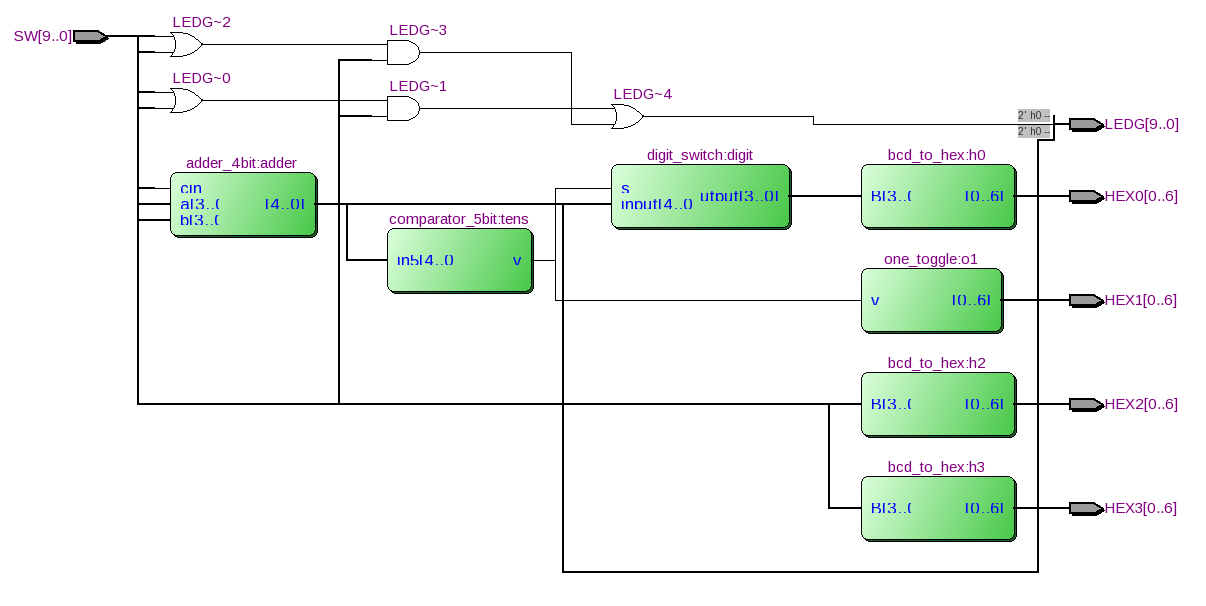 SW[9..0]
LEDG~2
LEDG~3
LEDG~0
LEDG~1
LEDG~4
2' h0 --
2' h0 --
LEDG[9..0]
adder_4bit:adder
cin
a[3..0
b[3..0
[4..0]
comparator_5bit:tens
in5[4..0
v
digit_switch:digit
s
input[4..0
utput[3..0]
bcd_to_hex:h0
B[3..0
[0..6]
HEX0[0..6]
one_toggle:o1
v
[0..6]
HEX1[0..6]
bcd_to_hex:h2
B[3..0
[0..6]
HEX2[0..6]
bcd_to_hex:h3
B[3..0
[0..6]
HEX3[0..6]